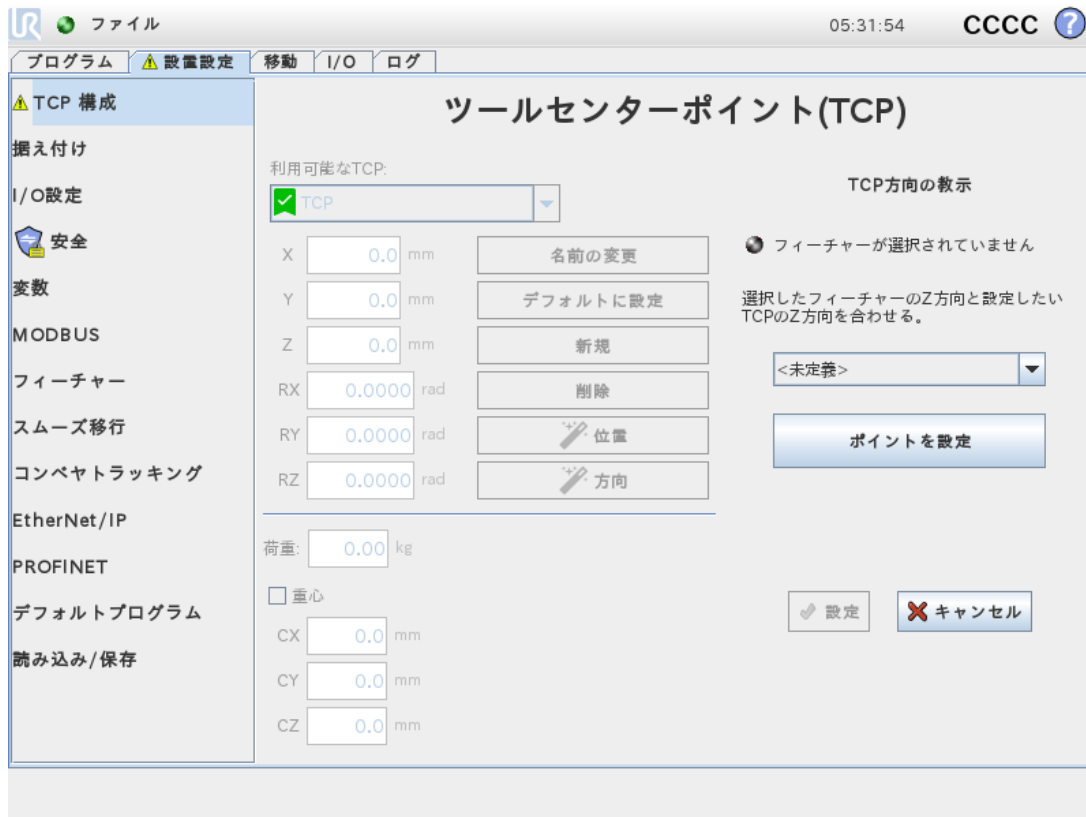 UR ファイル 05:31:54 CCCC ?
プログラム 設置設定 移動 I/O ログ
TCP 構成
据え付け
I/O設定
安全
変数
MODBUS
フィーチャー
スムーズ移行
コンベヤトラッキング
EtherNet/IP
PROFINET
デフォルトプログラム
読み込み/保存
ツールセンターポイント(TCP)
利用可能なTCP:
TCP
X 0.0 mm 名前の変更
Y 0.0 mm デフォルトに設定
Z 0.0 mm 新規
RX 0.0000 rad 削除
RY 0.0000 rad 位置
RZ 0.0000 rad 方向
荷重: 0.00 kg
重心
CX 0.0 mm
CY 0.0 mm
CZ 0.0 mm
TCP方向の教示
フィーチャーが選択されていません
選択したフィーチャーのZ方向と設定したい
TCPのZ方向を合わせる。
<未定義>
ポイントを設定
設定 キャンセル